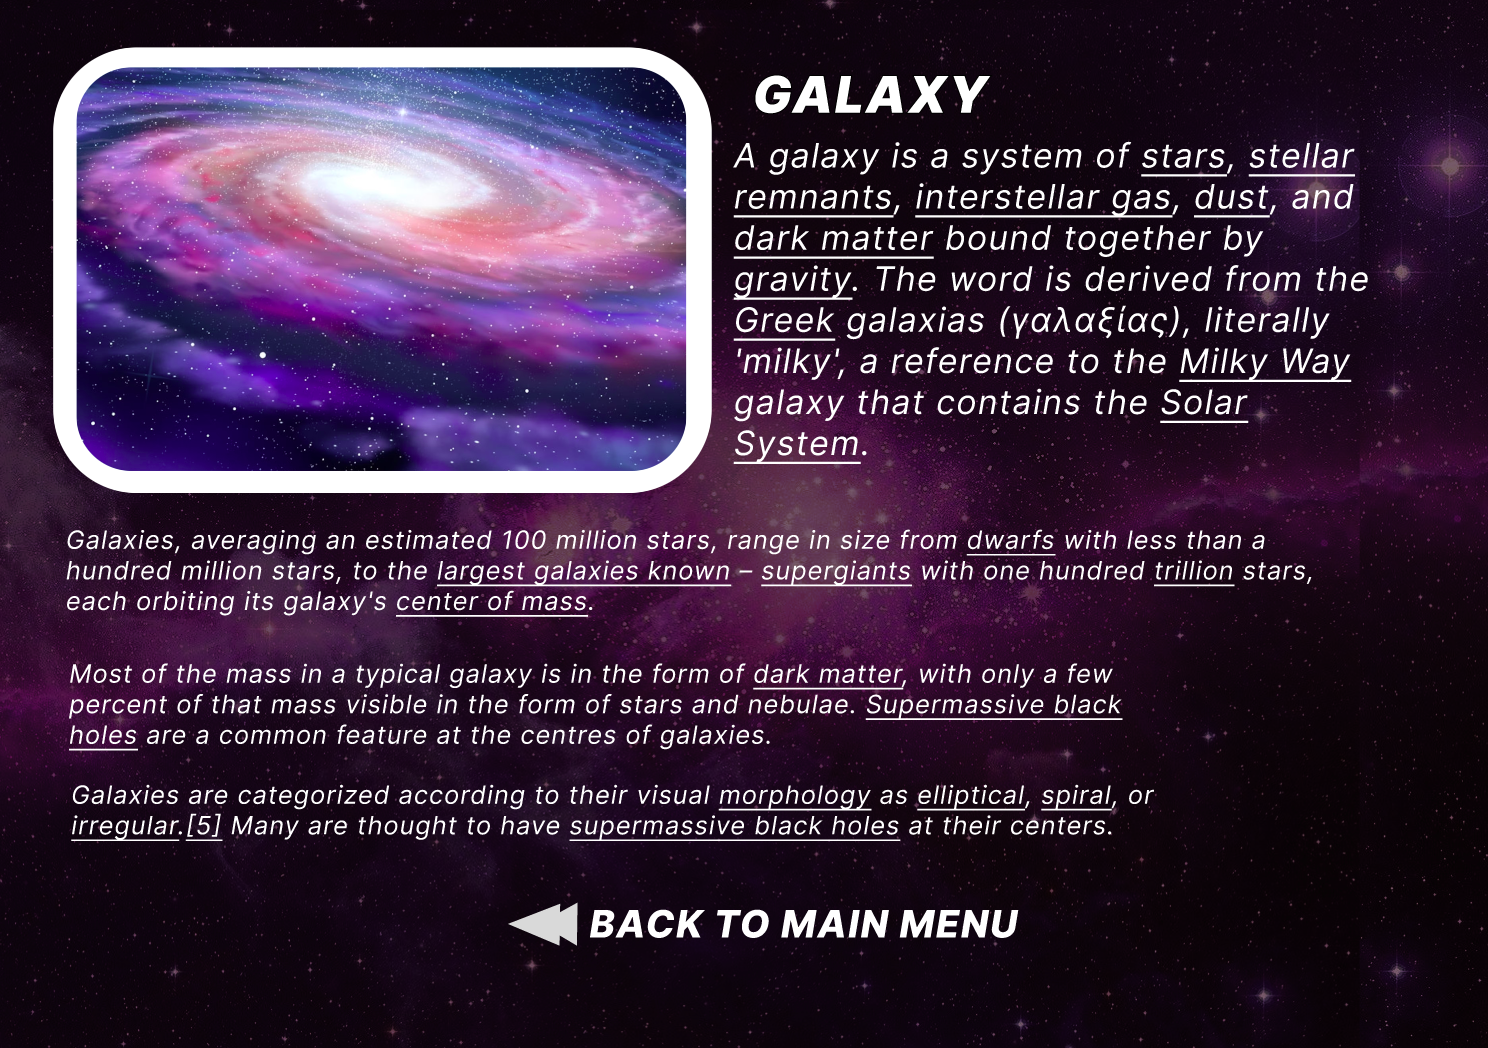 GALAXY
A galaxy is a system of stars, stellar
remnants, interstellar gas, dust, and
dark matter bound together by
gravity. The word is derived from the
Greek galaxias (γαλαξίας), literally
'milky', a reference to the Milky Way
galaxy that contains the Solar
System.
Galaxies, averaging an estimated 100 million stars, range in size from dwarfs with less than a
hundred million stars, to the largest galaxies known – supergiants with one hundred trillion stars,
each orbiting its galaxy's center of mass.
Most of the mass in a typical galaxy is in the form of dark matter, with only a few
percent of that mass visible in the form of stars and nebulae. Supermassive black
holes are a common feature at the centres of galaxies.
Galaxies are categorized according to their visual morphology as elliptical, spiral, or
irregular.[5] Many are thought to have supermassive black holes at their centers.
BACK TO MAIN MENU